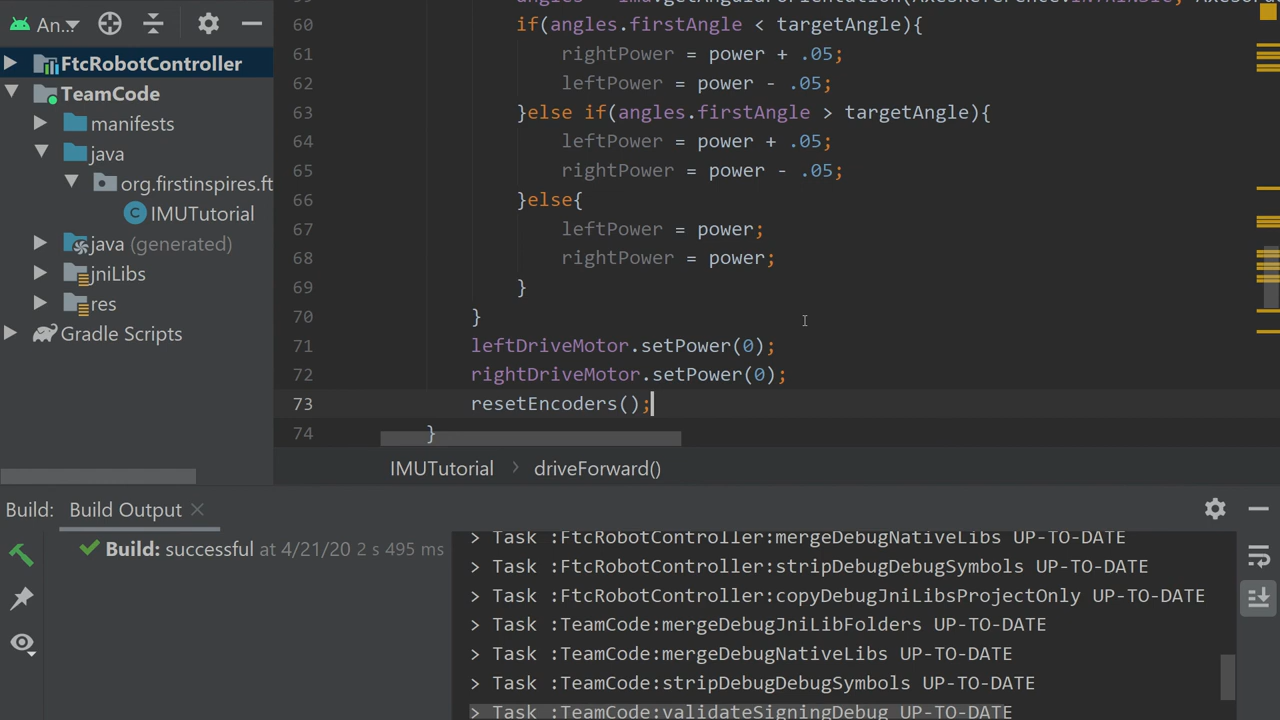 An...
FtcRobotController
TeamCode
manifests
java
org.firstinspires.ft
IMUTutorial
java (generated)
jniLibs
res
Gradle Scripts
60 if(angles.firstAngle < targetAngle){
61 rightPower = power + .05;
62 leftPower = power - .05;
63 }else if(angles.firstAngle > targetAngle){
64 leftPower = power + .05;
65 rightPower = power - .05;
66 }else{
67 leftPower = power;
68 rightPower = power;
69 }
70 }
71 leftDriveMotor.setPower(0);
72 rightDriveMotor.setPower(0);
73 resetEncoders();
74 }
IMUTutorial > driveForward()
Build: Build Output
Build: successful at 4/21/20 2 s 495 ms
> Task :FtcRobotController:mergeDebugNativeLibs UP-TO-DATE
> Task :FtcRobotController:stripDebugDebugSymbols UP-TO-DATE
> Task :FtcRobotController:copyDebugJniLibsProjectOnly UP-TO-DATE
> Task :TeamCode:mergeDebugJniLibFolders UP-TO-DATE
> Task :TeamCode:mergeDebugNativeLibs UP-TO-DATE
> Task :TeamCode:stripDebugDebugSymbols UP-TO-DATE
> Task :TeamCode:validateSigningDebug UP-TO-DATE